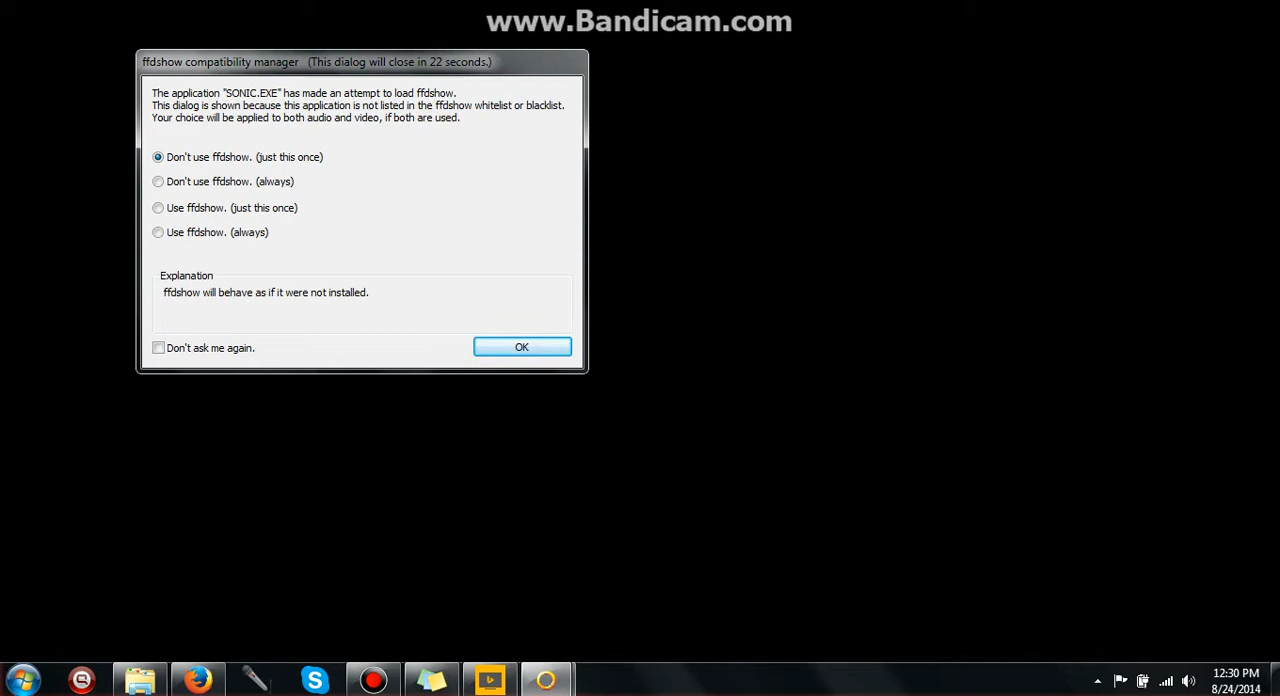 www.Bandicam.com
ffdshow compatibility manager (This dialog will close in 22 seconds.)
The application "SONIC.EXE" has made an attempt to load ffdshow.
This dialog is shown because this application is not listed in the ffdshow whitelist or blacklist.
Your choice will be applied to both audio and video, if both are used.
Don't use ffdshow. (just this once)
Don't use ffdshow. (always)
Use ffdshow. (just this once)
Use ffdshow. (always)
Explanation
ffdshow will behave as if it were not installed.
Don't ask me again.
OK
12:30 PM
8/24/2014